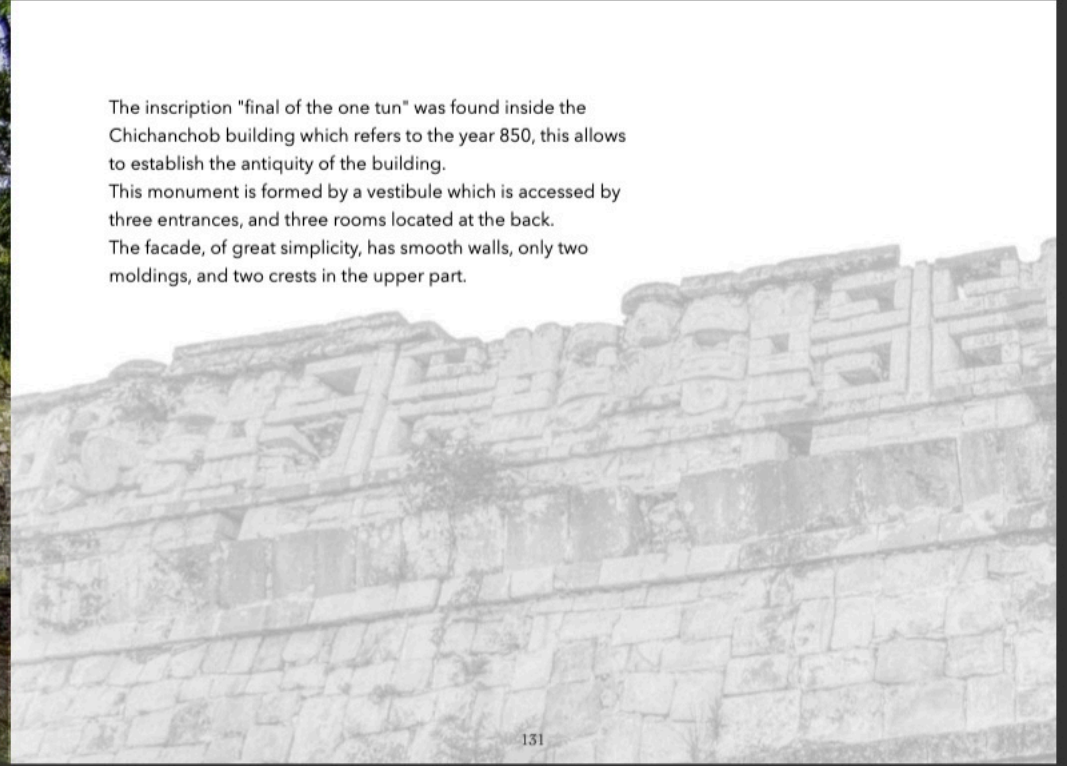 The inscription "final of the one tun" was found inside the
Chichanchob building which refers to the year 850, this allows
to establish the antiquity of the building.
This monument is formed by a vestibule which is accessed by
three entrances, and three rooms located at the back.
The facade, of great simplicity, has smooth walls, only two
moldings, and two crests in the upper part.
131